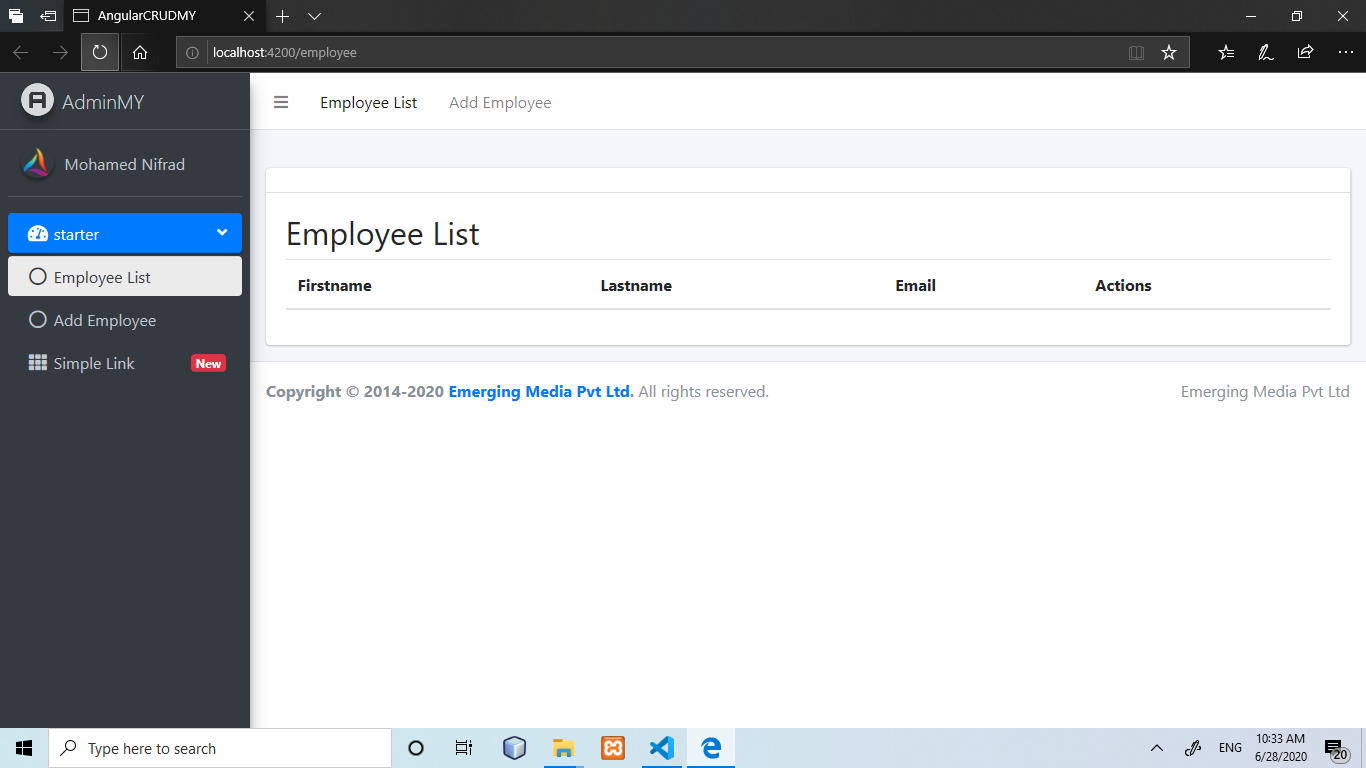 AngularCRUDMY
localhost:4200/employee
AdminMY
Employee List
Add Employee
Mohamed Nifrad
starter
Employee List
Add Employee
Simple Link
New
Employee List
Firstname Lastname Email Actions
Copyright © 2014-2020 Emerging Media Pvt Ltd. All rights reserved.
Emerging Media Pvt Ltd
Type here to search
ENG
10:33 AM
6/28/2020
20